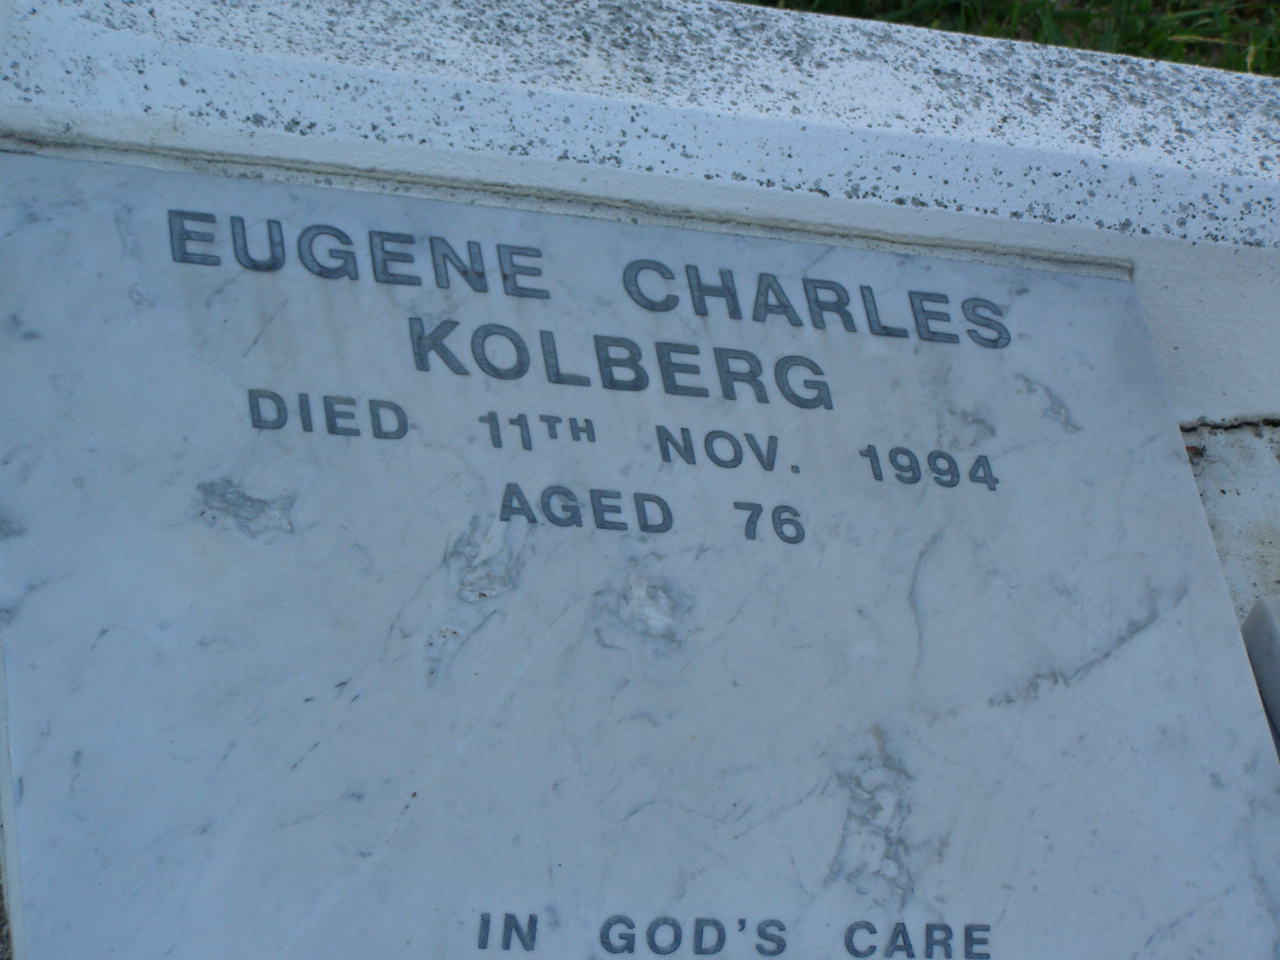 EUGENE CHARLES
KOLBERG
DIED 11TH NOV. 1994
AGED 76
IN GOD'S CARE